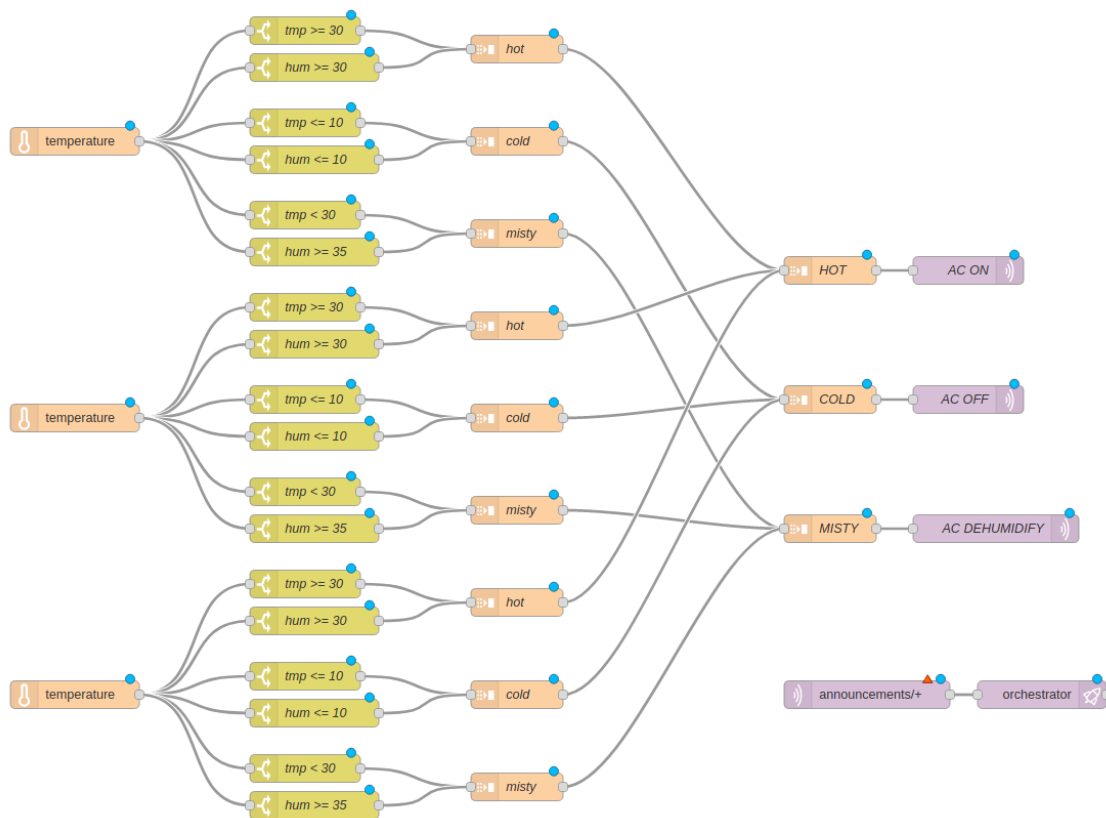 tmp >= 30
hum >= 30
hot
temperature
tmp <= 10
hum <= 10
cold
tmp < 30
hum >= 35
misty
tmp >= 30
hum >= 30
hot
temperature
tmp <= 10
hum <= 10
cold
tmp < 30
hum >= 35
misty
tmp >= 30
hum >= 30
hot
temperature
tmp <= 10
hum <= 10
cold
tmp < 30
hum >= 35
misty
HOT
AC ON
COLD
AC OFF
MISTY
AC DEHUMIDIFY
announcements/+
orchestrator